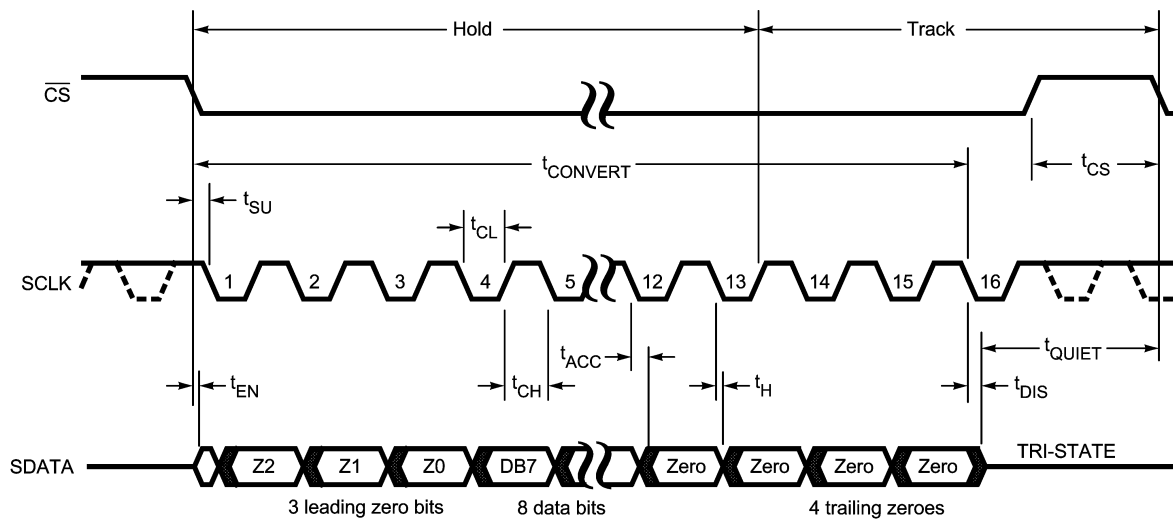 Hold
Track
CS
tCONVERT
tCS
tSU
tCL
SCLK
1 2 3 4 5 12 13 14 15 16
tACC
tQUIET
tEN
tCH
tH
tDIS
SDATA
Z2 Z1 Z0 DB7 Zero Zero Zero Zero
TRI-STATE
3 leading zero bits
8 data bits
4 trailing zeroes